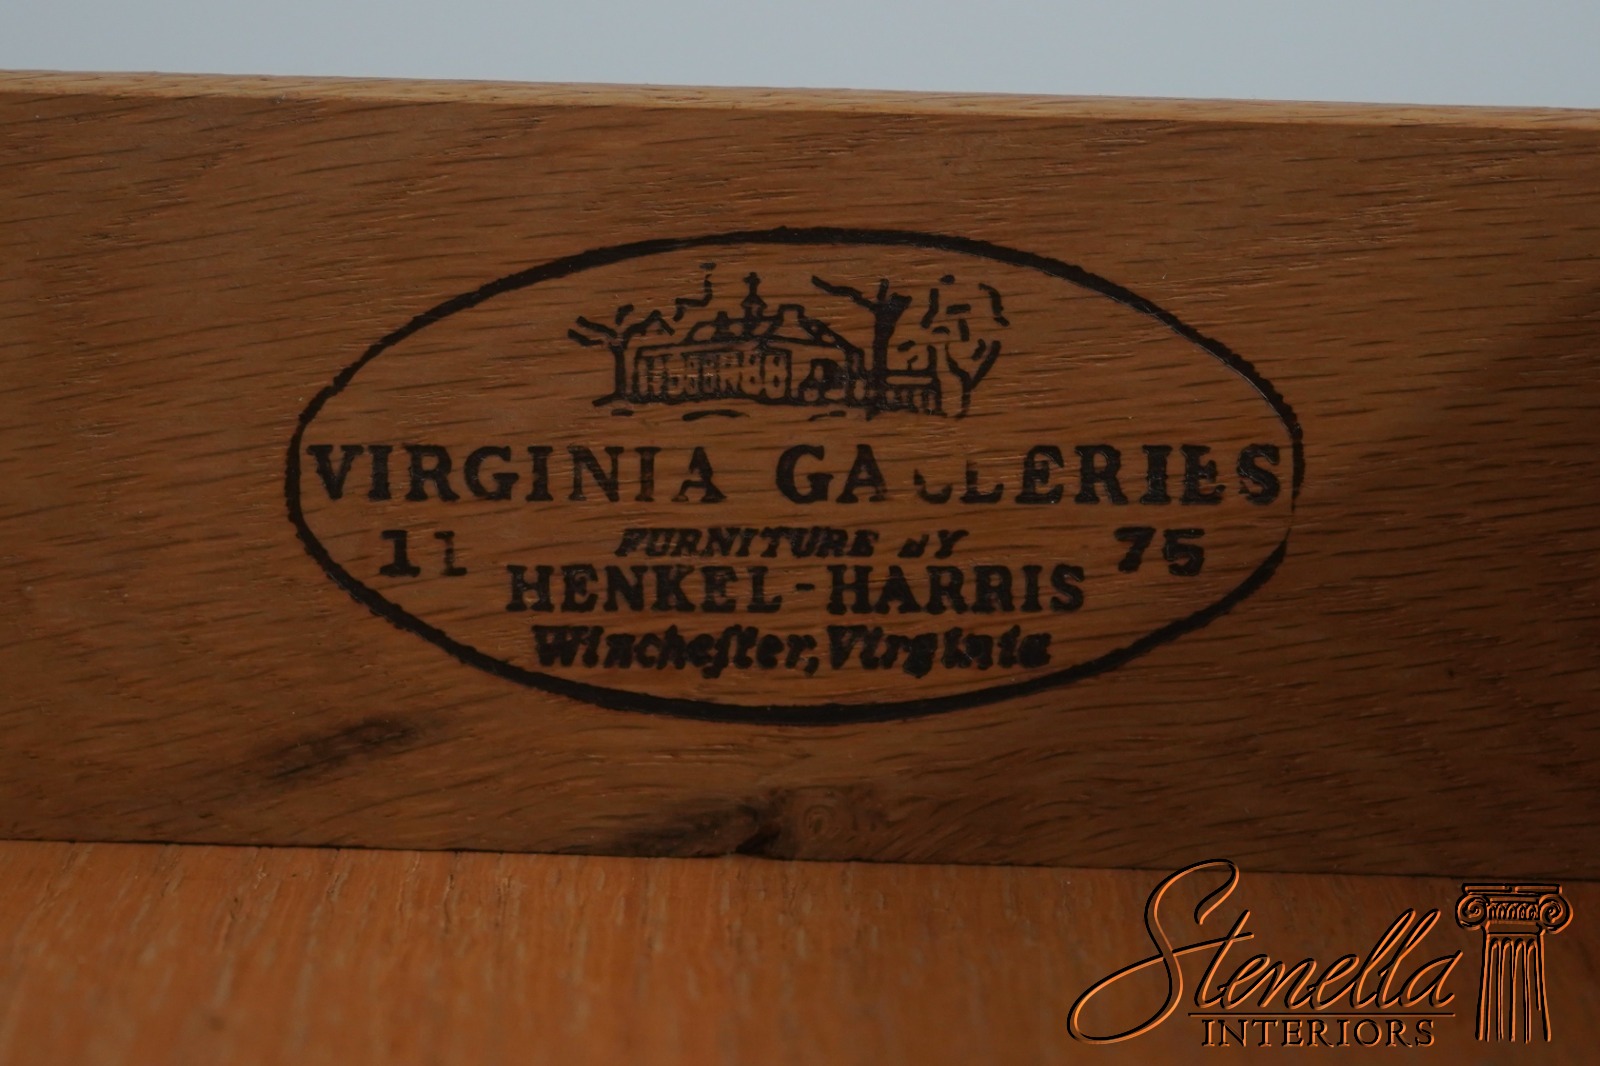 VIRGINIA GALLERIES
11 FURNITURE BY 75
HENKEL-HARRIS
Wincheſter, Virginia
Stenella
INTERIORS